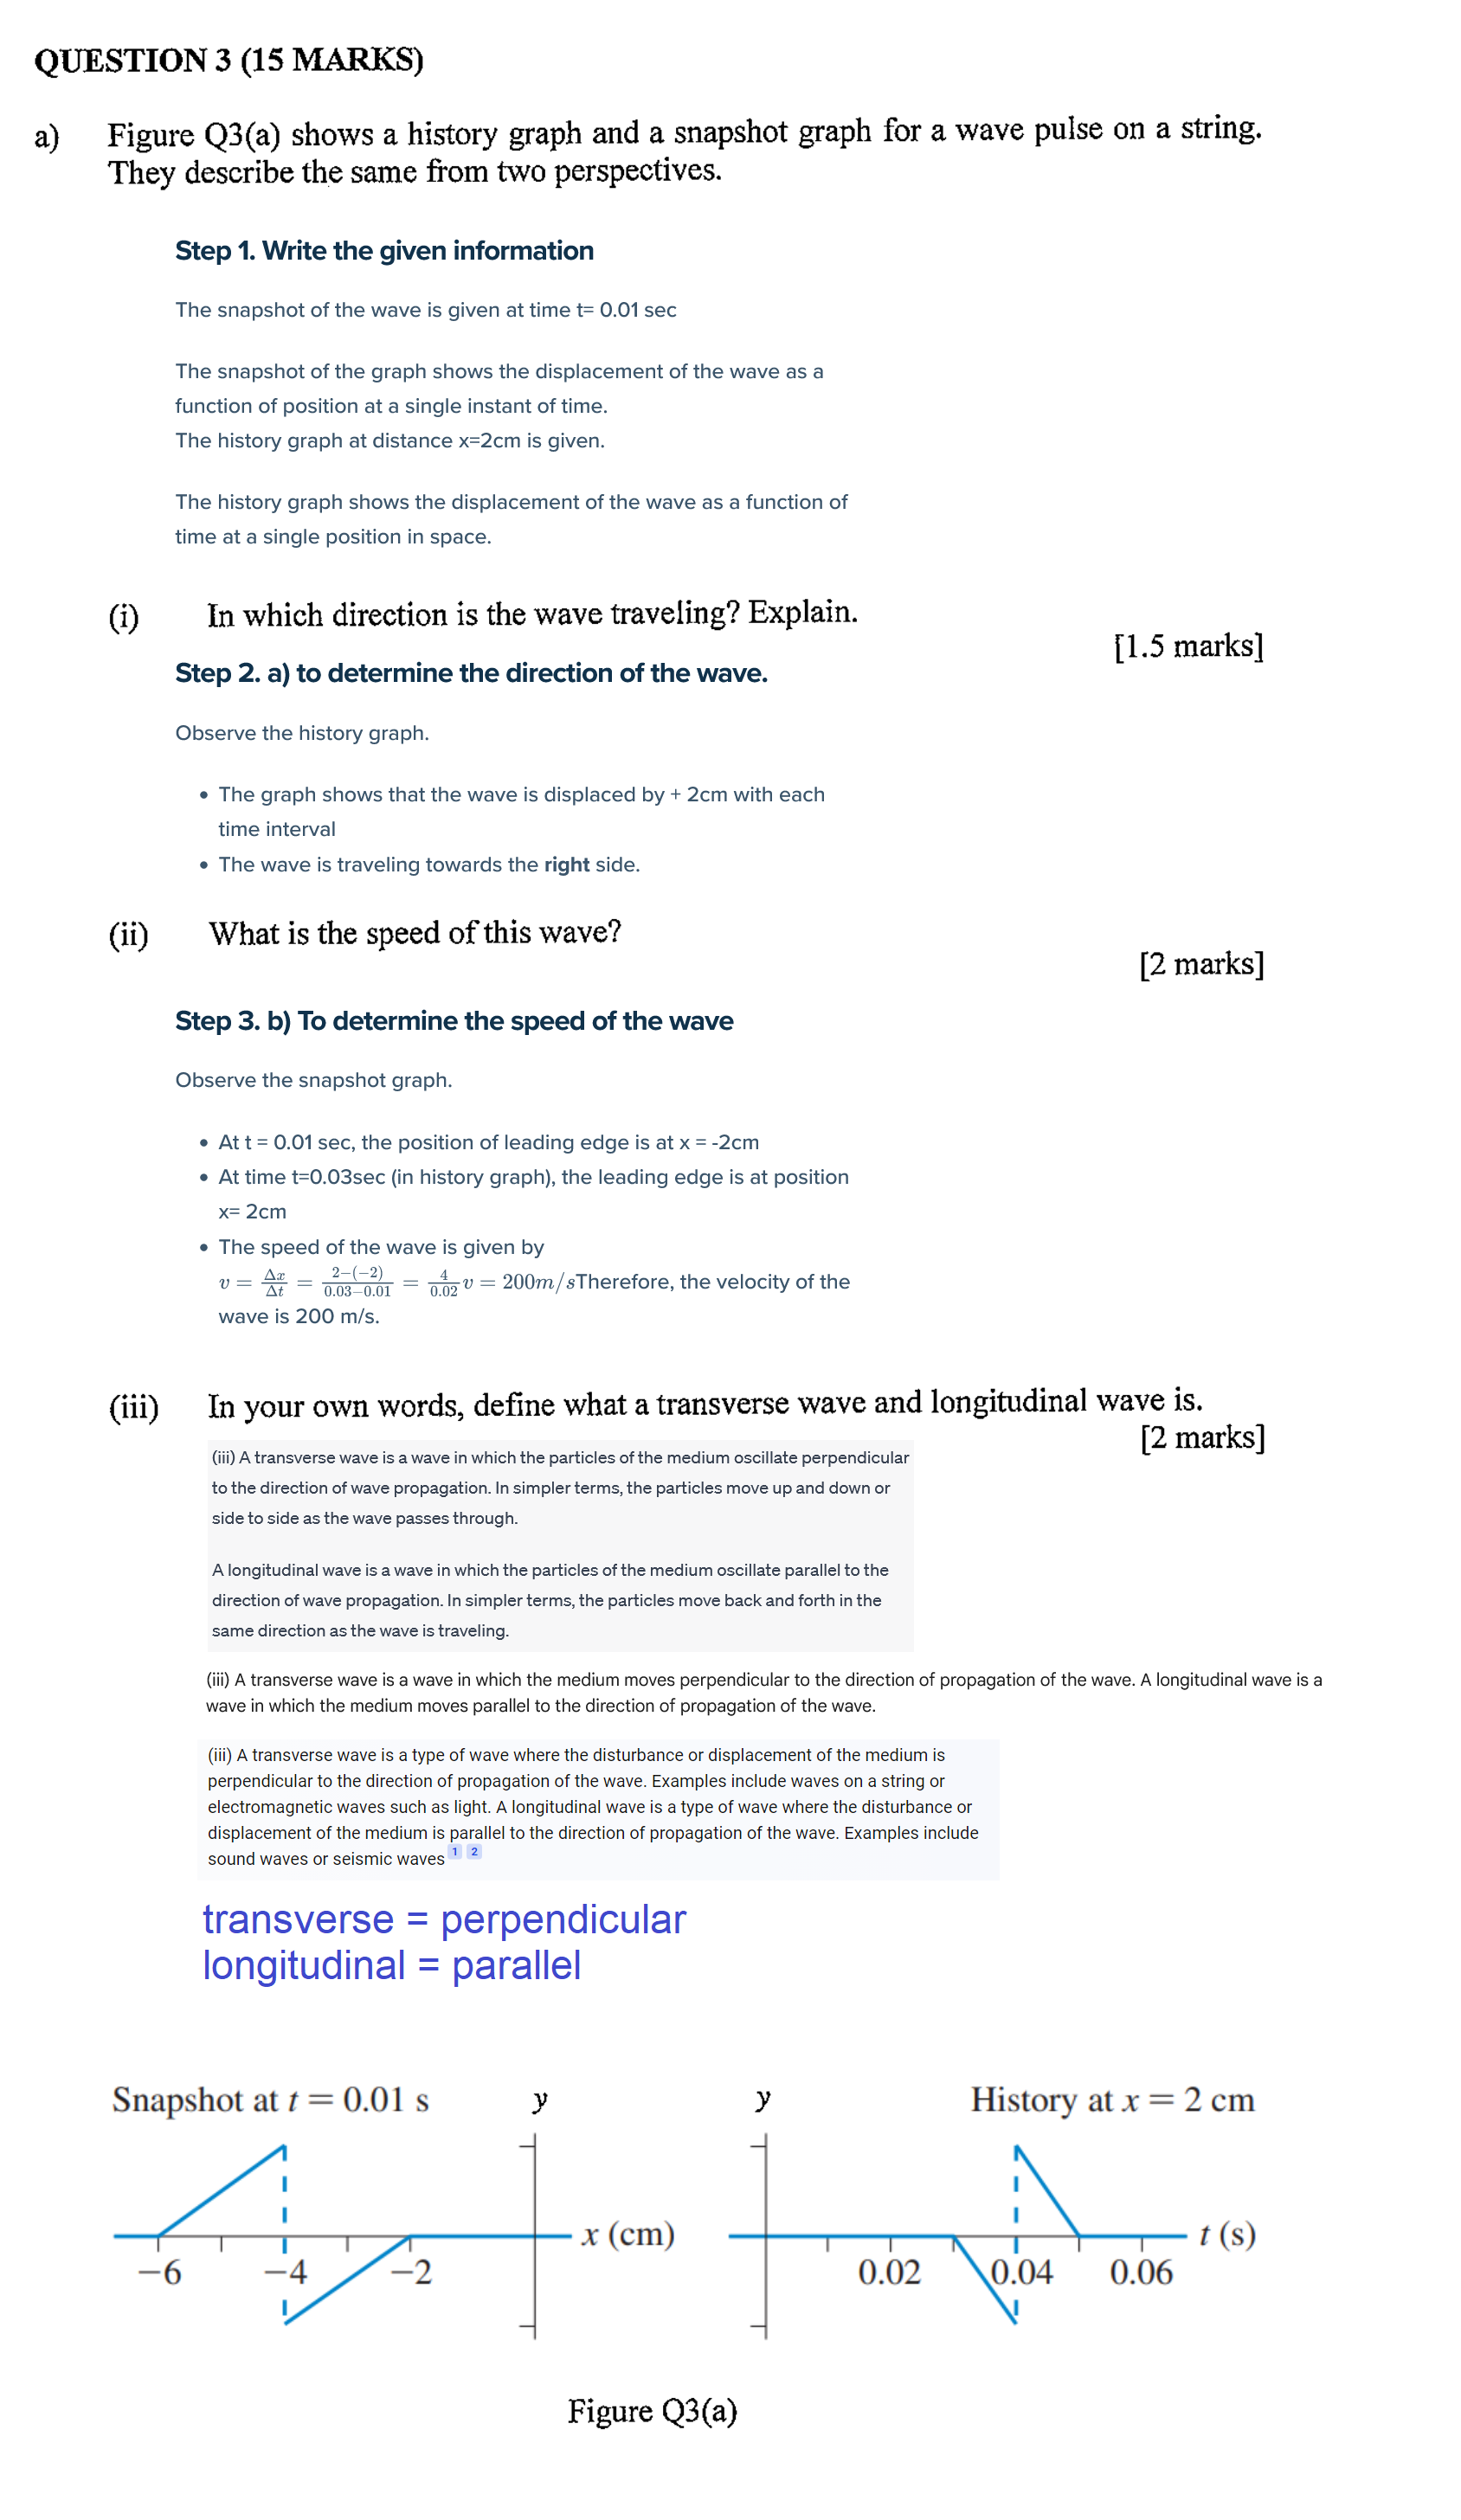 QUESTION 3 (15 MARKS)
a) Figure Q3(a) shows a history graph and a snapshot graph for a wave pulse on a string.
They describe the same from two perspectives.
Step 1. Write the given information
The snapshot of the wave is given at time t= 0.01 sec
The snapshot of the graph shows the displacement of the wave as a
function of position at a single instant of time.
The history graph at distance x=2cm is given.
The history graph shows the displacement of the wave as a function of
time at a single position in space.
(i) In which direction is the wave traveling? Explain.
[1.5 marks]
Step 2. a) to determine the direction of the wave.
Observe the history graph.
• The graph shows that the wave is displaced by + 2cm with each
time interval
• The wave is traveling towards the right side.
(ii) What is the speed of this wave?
[2 marks]
Step 3. b) To determine the speed of the wave
Observe the snapshot graph.
• At t = 0.01 sec, the position of leading edge is at x = -2cm
• At time t=0.03sec (in history graph), the leading edge is at position
x= 2cm
• The speed of the wave is given by
v = Δx/Δt = 2−(−2)/0.03−0.01 = 4/0.02 v = 200m/sTherefore, the velocity of the
wave is 200 m/s.
(iii) In your own words, define what a transverse wave and longitudinal wave is.
[2 marks]
(iii) A transverse wave is a wave in which the particles of the medium oscillate perpendicular
to the direction of wave propagation. In simpler terms, the particles move up and down or
side to side as the wave passes through.
A longitudinal wave is a wave in which the particles of the medium oscillate parallel to the
direction of wave propagation. In simpler terms, the particles move back and forth in the
same direction as the wave is traveling.
(iii) A transverse wave is a wave in which the medium moves perpendicular to the direction of propagation of the wave. A longitudinal wave is a
wave in which the medium moves parallel to the direction of propagation of the wave.
(iii) A transverse wave is a type of wave where the disturbance or displacement of the medium is
perpendicular to the direction of propagation of the wave. Examples include waves on a string or
electromagnetic waves such as light. A longitudinal wave is a type of wave where the disturbance or
displacement of the medium is parallel to the direction of propagation of the wave. Examples include
sound waves or seismic waves 1 2
transverse = perpendicular
longitudinal = parallel
Snapshot at t = 0.01 s y y History at x = 2 cm
x (cm) t (s)
−6 −4 −2 0.02 0.04 0.06
Figure Q3(a)